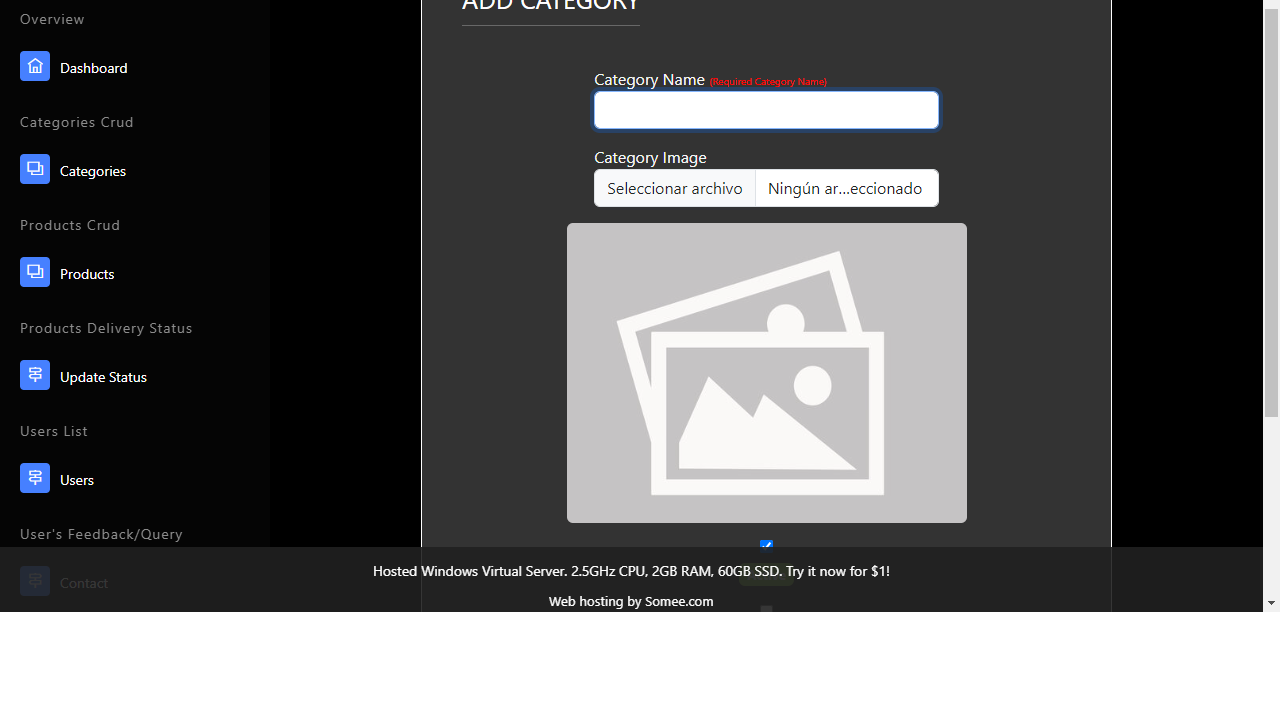 Overview
Dashboard
Categories Crud
Categories
Products Crud
Products
Products Delivery Status
Update Status
Users List
Users
User's Feedback/Query
Contact
ADD CATEGORY
Category Name (Required Category Name)
Category Image
Seleccionar archivo Ningún ar...eccionado
Hosted Windows Virtual Server. 2.5GHz CPU, 2GB RAM, 60GB SSD. Try it now for $1!
Web hosting by Somee.com